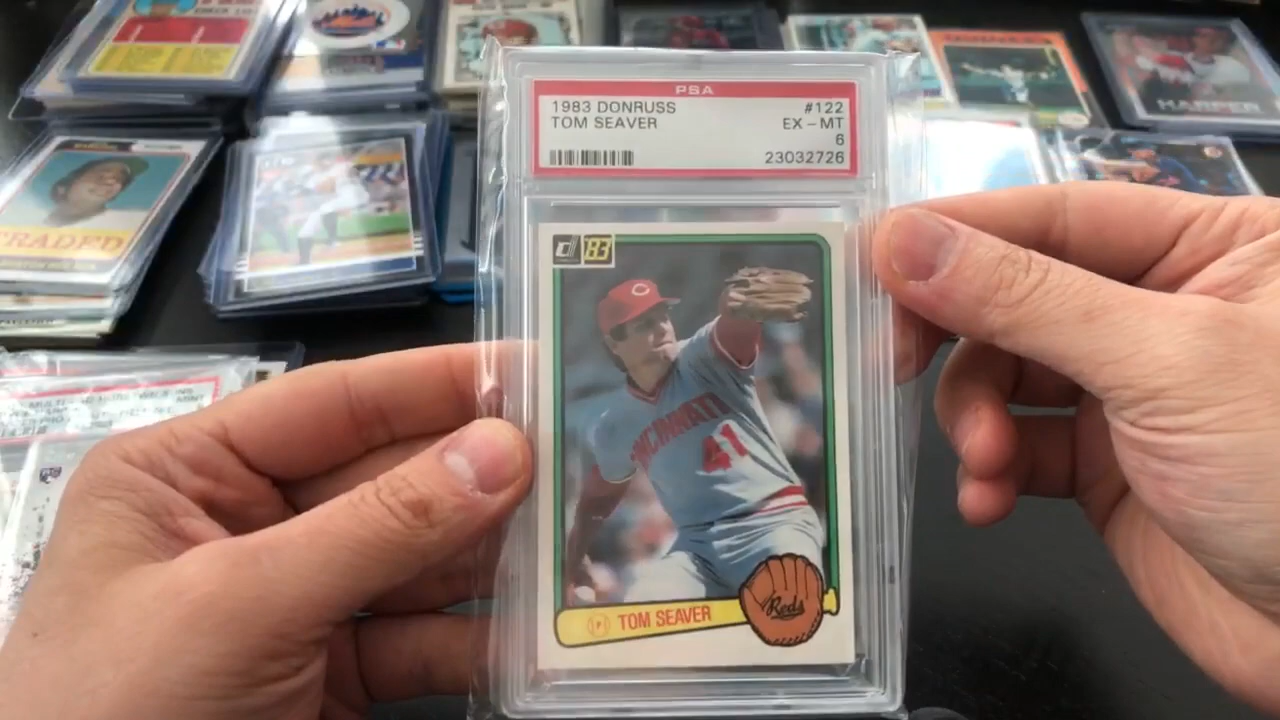 PSA
1983 DONRUSS #122
TOM SEAVER EX - MT
6
23032726
d '83
C
CINCINNATI
41
P TOM SEAVER
Reds
TRADED
HARPER